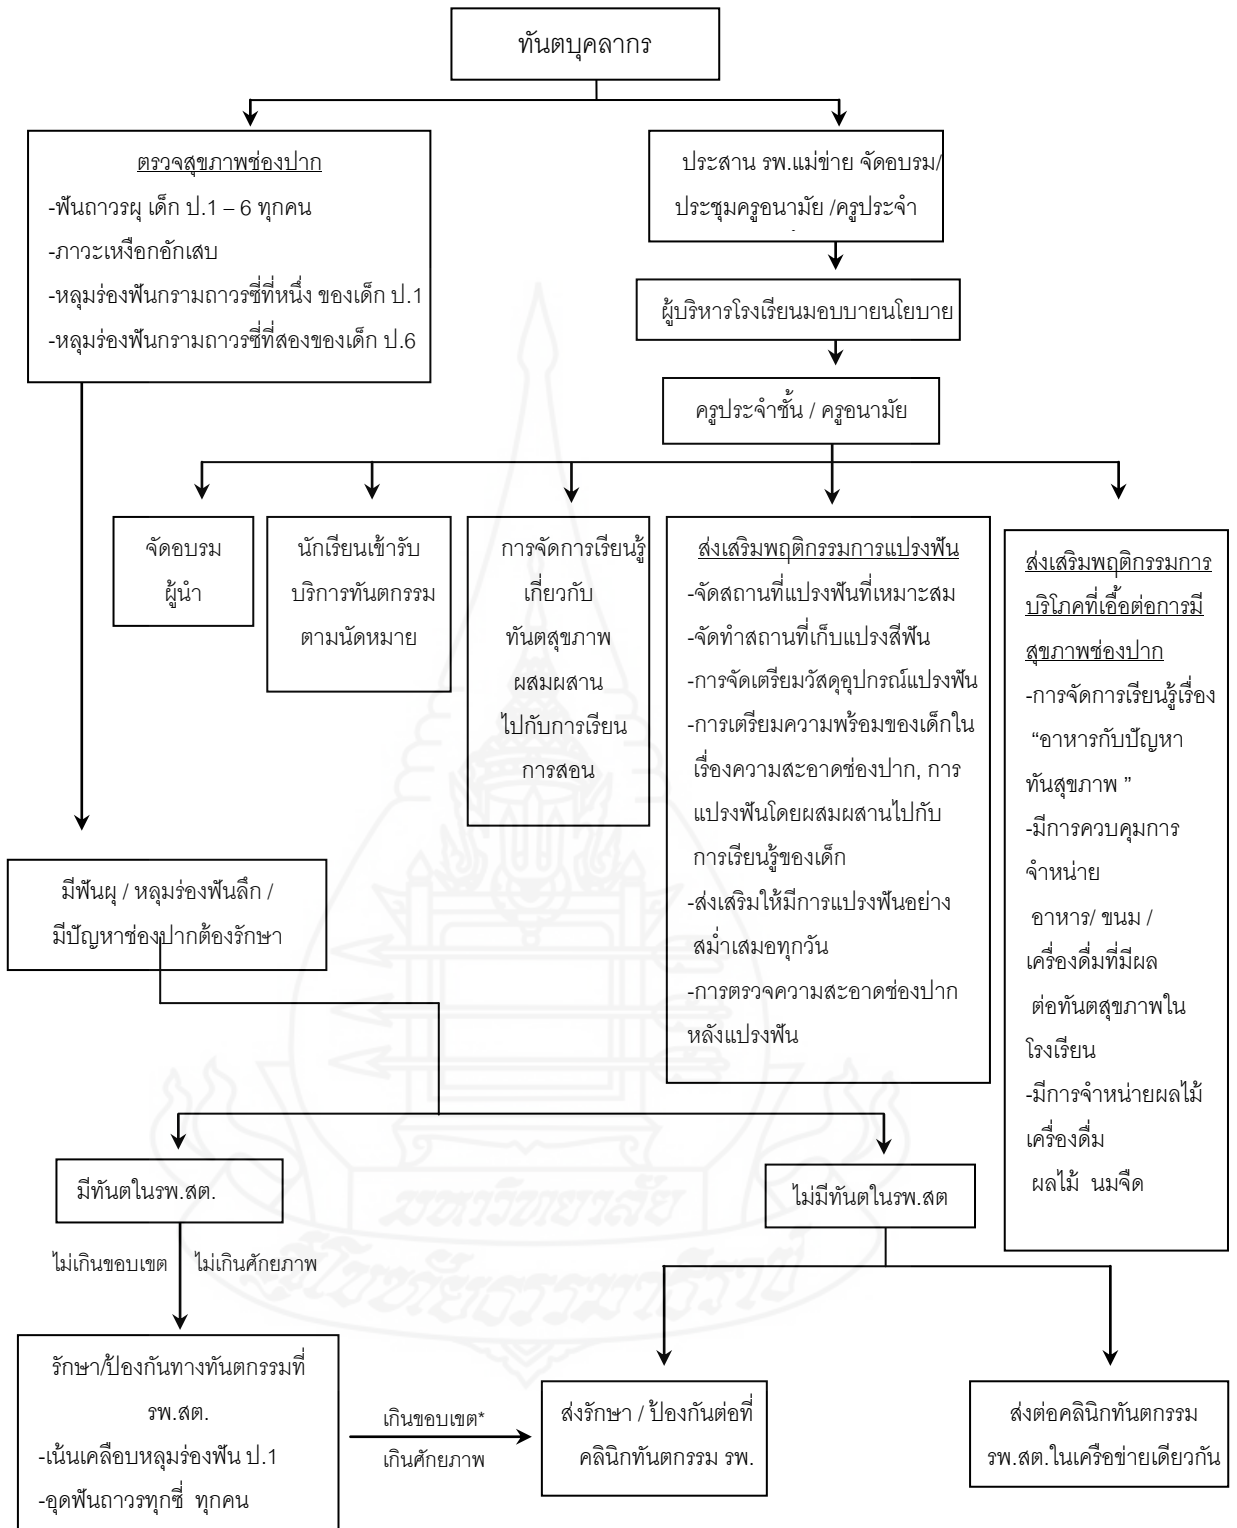 ทันตบุคลากร
ตรวจสุขภาพช่องปาก
-ฟันถาวรผุ เด็ก ป.1 – 6 ทุกคน
-ภาวะเหงือกอักเสบ
-หลุมร่องฟันกรามถาวรซี่ที่หนึ่ง ของเด็ก ป.1
-หลุมร่องฟันกรามถาวรซี่ที่สองของเด็ก ป.6
ประสาน รพ.แม่ข่าย จัดอบรม/
ประชุมครูอนามัย /ครูประจำ
ผู้บริหารโรงเรียนมอบบายนโยบาย
ครูประจำชั้น / ครูอนามัย
จัดอบรม
ผู้นำ
นักเรียนเข้ารับ
บริการทันตกรรม
ตามนัดหมาย
การจัดการเรียนรู้
เกี่ยวกับ
ทันตสุขภาพ
ผสมผสาน
ไปกับการเรียน
การสอน
ส่งเสริมพฤติกรรมการแปรงฟัน
-จัดสถานที่แปรงฟันที่เหมาะสม
-จัดทำสถานที่เก็บแปรงสีฟัน
-การจัดเตรียมวัสดุอุปกรณ์แปรงฟัน
-การเตรียมความพร้อมของเด็กใน
เรื่องความสะอาดช่องปาก, การ
แปรงฟันโดยผสมผสานไปกับ
การเรียนรู้ของเด็ก
-ส่งเสริมให้มีการแปรงฟันอย่าง
สม่ำเสมอทุกวัน
-การตรวจความสะอาดช่องปาก
หลังแปรงฟัน
ส่งเสริมพฤติกรรมการ
บริโภคที่เอื้อต่อการมี
สุขภาพช่องปาก
-การจัดการเรียนรู้เรื่อง
“อาหารกับปัญหา
ทันสุขภาพ ”
-มีการควบคุมการ
จำหน่าย
อาหาร/ ขนม /
เครื่องดื่มที่มีผล
ต่อทันตสุขภาพใน
โรงเรียน
-มีการจำหน่ายผลไม้
เครื่องดื่ม
ผลไม้ นมจืด
มีฟันผุ / หลุมร่องฟันลึก /
มีปัญหาช่องปากต้องรักษา
มีทันตในรพ.สต.
ไม่มีทันตในรพ.สต
ไม่เกินขอบเขต ไม่เกินศักยภาพ
รักษา/ป้องกันทางทันตกรรมที่
รพ.สต.
-เน้นเคลือบหลุมร่องฟัน ป.1
-อุดฟันถาวรทุกซี่ ทุกคน
เกินขอบเขต*
เกินศักยภาพ
ส่งรักษา / ป้องกันต่อที่
คลินิกทันตกรรม รพ.
ส่งต่อคลินิกทันตกรรม
รพ.สต.ในเครือข่ายเดียวกัน
มหาวิทยาลัย
สุโขทัยธรรมาธิราช